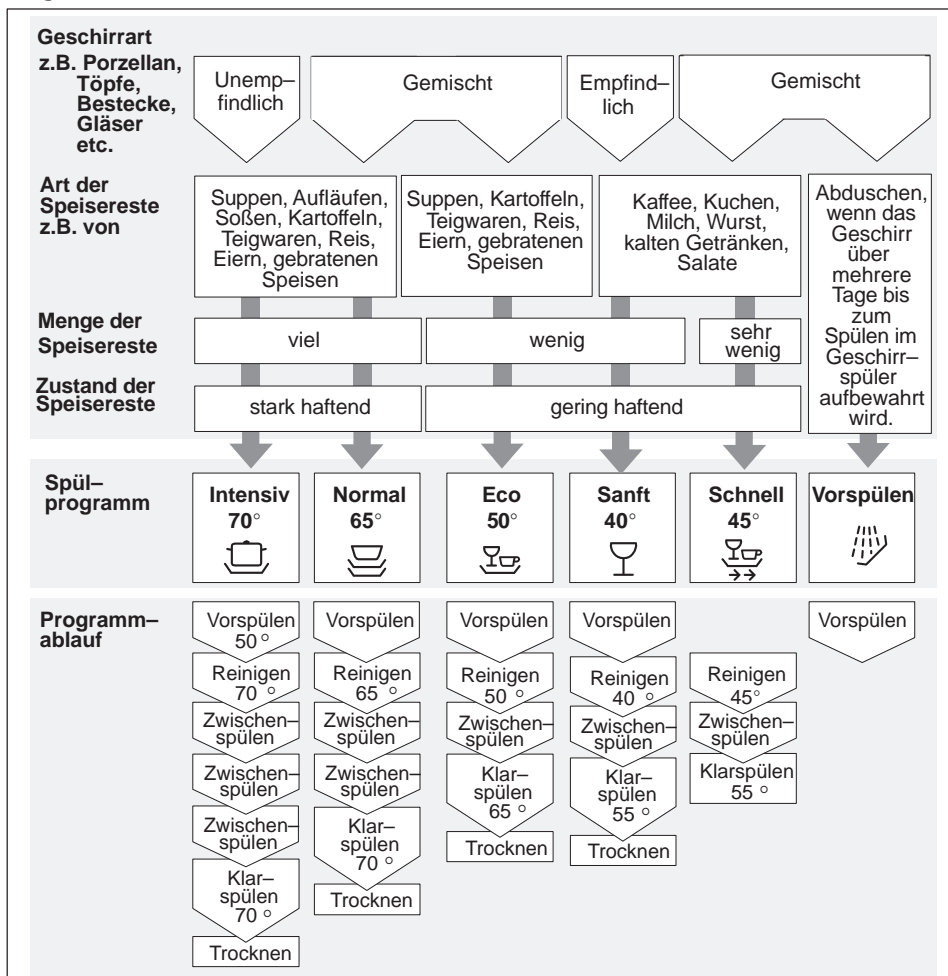 Geschirrart
z.B. Porzellan,
Töpfe,
Bestecke,
Gläser
etc.
Unemp–
findlich
Gemischt
Empfind–
lich
Gemischt
Art der
Speisereste
z.B. von
Suppen, Aufläufen,
Soßen, Kartoffeln,
Teigwaren, Reis,
Eiern, gebratenen
Speisen
Suppen, Kartoffeln,
Teigwaren, Reis,
Eiern, gebratenen
Speisen
Kaffee, Kuchen,
Milch, Wurst,
kalten Getränken,
Salate
Abduschen,
wenn das
Geschirr
über
mehrere
Tage bis
zum
Spülen im
Geschirr–
spüler
aufbewahrt
wird.
Menge der
Speisereste
viel
wenig
sehr
wenig
Zustand der
Speisereste
stark haftend
gering haftend
Spül–
programm
Intensiv
70°
Normal
65°
Eco
50°
Sanft
40°
Schnell
45°
Vorspülen
Programm–
ablauf
Vorspülen
50 °
Reinigen
70 °
Zwischen–
spülen
Zwischen–
spülen
Zwischen–
spülen
Klar–
spülen
70 °
Trocknen
Vorspülen
Reinigen
65 °
Zwischen–
spülen
Zwischen–
spülen
Klar–
spülen
70 °
Trocknen
Vorspülen
Reinigen
50 °
Zwischen–
spülen
Klar–
spülen
65 °
Trocknen
Vorspülen
Reinigen
40 °
Zwischen–
spülen
Klar–
spülen
55 °
Trocknen
Reinigen
45°
Zwischen–
spülen
Klarspülen
55 °
Vorspülen